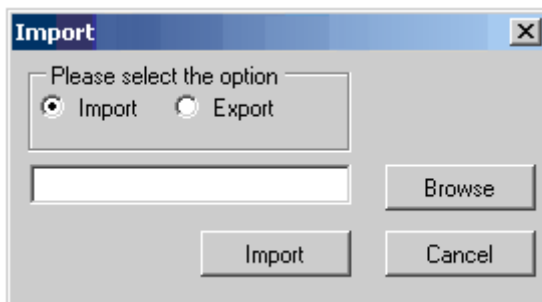 Import
Please select the option
Import Export
Browse
Import Cancel